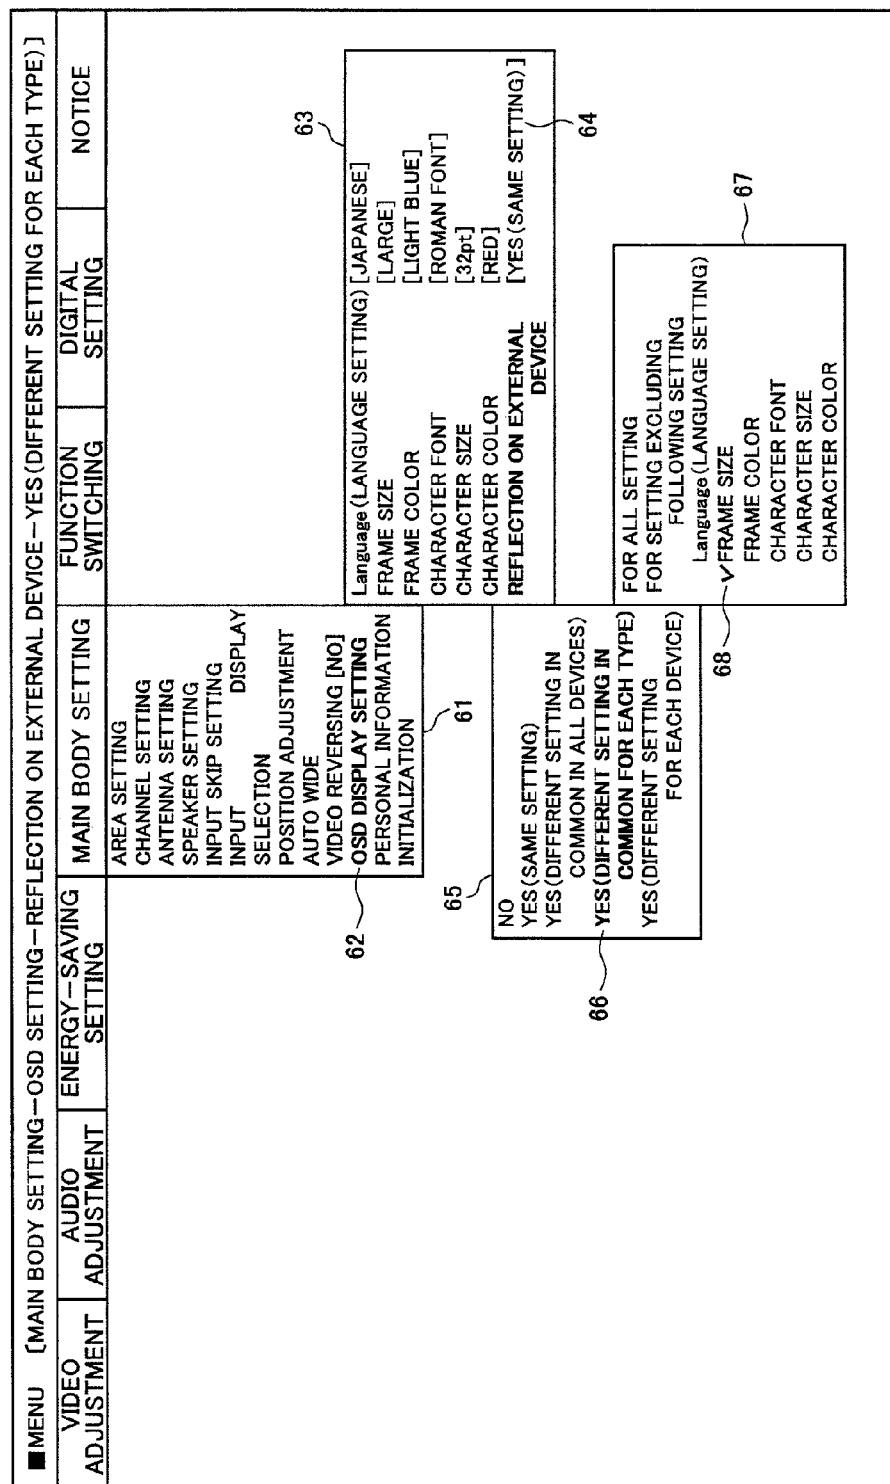 ■MENU [MAIN BODY SETTING－OSD SETTING－REFLECTION ON EXTERNAL DEVICE－YES(DIFFERENT SETTING FOR EACH TYPE)]
VIDEO
ADJUSTMENT
AUDIO
ADJUSTMENT
ENERGY－SAVING
SETTING
MAIN BODY SETTING
FUNCTION
SWITCHING
DIGITAL
SETTING
NOTICE
AREA SETTING
CHANNEL SETTING
ANTENNA SETTING
SPEAKER SETTING
INPUT SKIP SETTING
INPUT DISPLAY
SELECTION
POSITION ADJUSTMENT
AUTO WIDE
VIDEO REVERSING [NO]
OSD DISPLAY SETTING
PERSONAL INFORMATION
INITIALIZATION
61
62
63
Language(LANGUAGE SETTING) [JAPANESE]
FRAME SIZE [LARGE]
FRAME COLOR [LIGHT BLUE]
CHARACTER FONT [ROMAN FONT]
CHARACTER SIZE [32pt]
CHARACTER COLOR [RED]
REFLECTION ON EXTERNAL [YES(SAME SETTING)]
DEVICE
64
65
NO
YES(SAME SETTING)
YES(DIFFERENT SETTING IN
COMMON IN ALL DEVICES)
YES(DIFFERENT SETTING IN
COMMON FOR EACH TYPE)
YES(DIFFERENT SETTING
FOR EACH DEVICE)
66
67
FOR ALL SETTING
FOR SETTING EXCLUDING
FOLLOWING SETTING
Language(LANGUAGE SETTING)
✓FRAME SIZE
FRAME COLOR
CHARACTER FONT
CHARACTER SIZE
CHARACTER COLOR
68